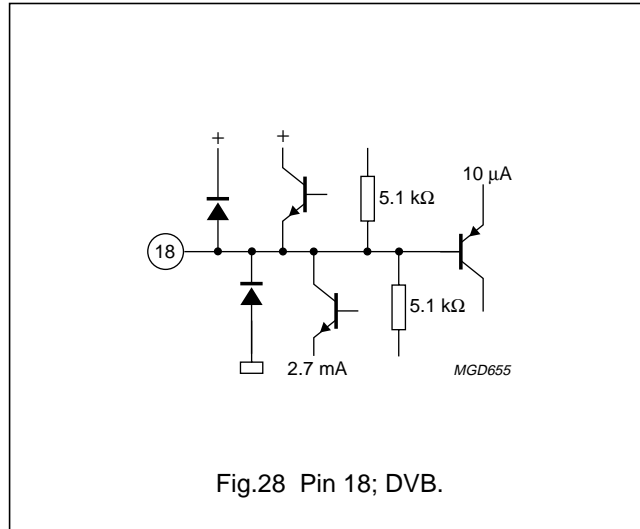 + +
10 μA
5.1 kΩ
18
5.1 kΩ
2.7 mA
MGD655
Fig.28 Pin 18; DVB.